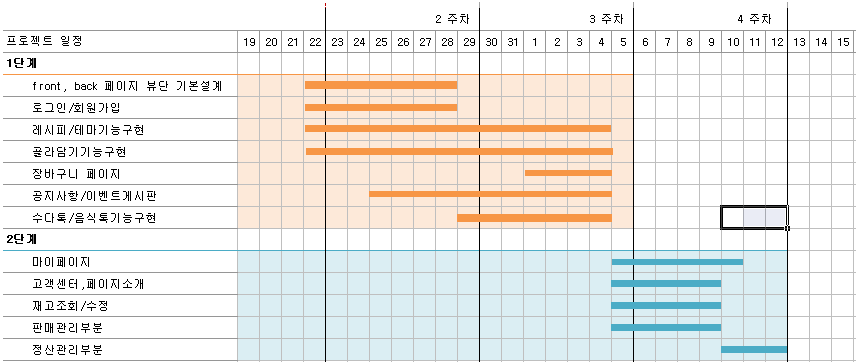 2 주차 3 주차 4 주차
프로젝트 일정 19 20 21 22 23 24 25 26 27 28 29 30 31 1 2 3 4 5 6 7 8 9 10 11 12 13 14 15
1단계
front, back 페이지 뷰단 기본설계
로그인/회원가입
레시피/테마기능구현
골라담기기능구현
장바구니 페이지
공지사항/이벤트게시판
수다톡/음식톡기능구현
2단계
마이페이지
고객센터,페이지소개
재고조회/수정
판매관리부분
정산관리부분